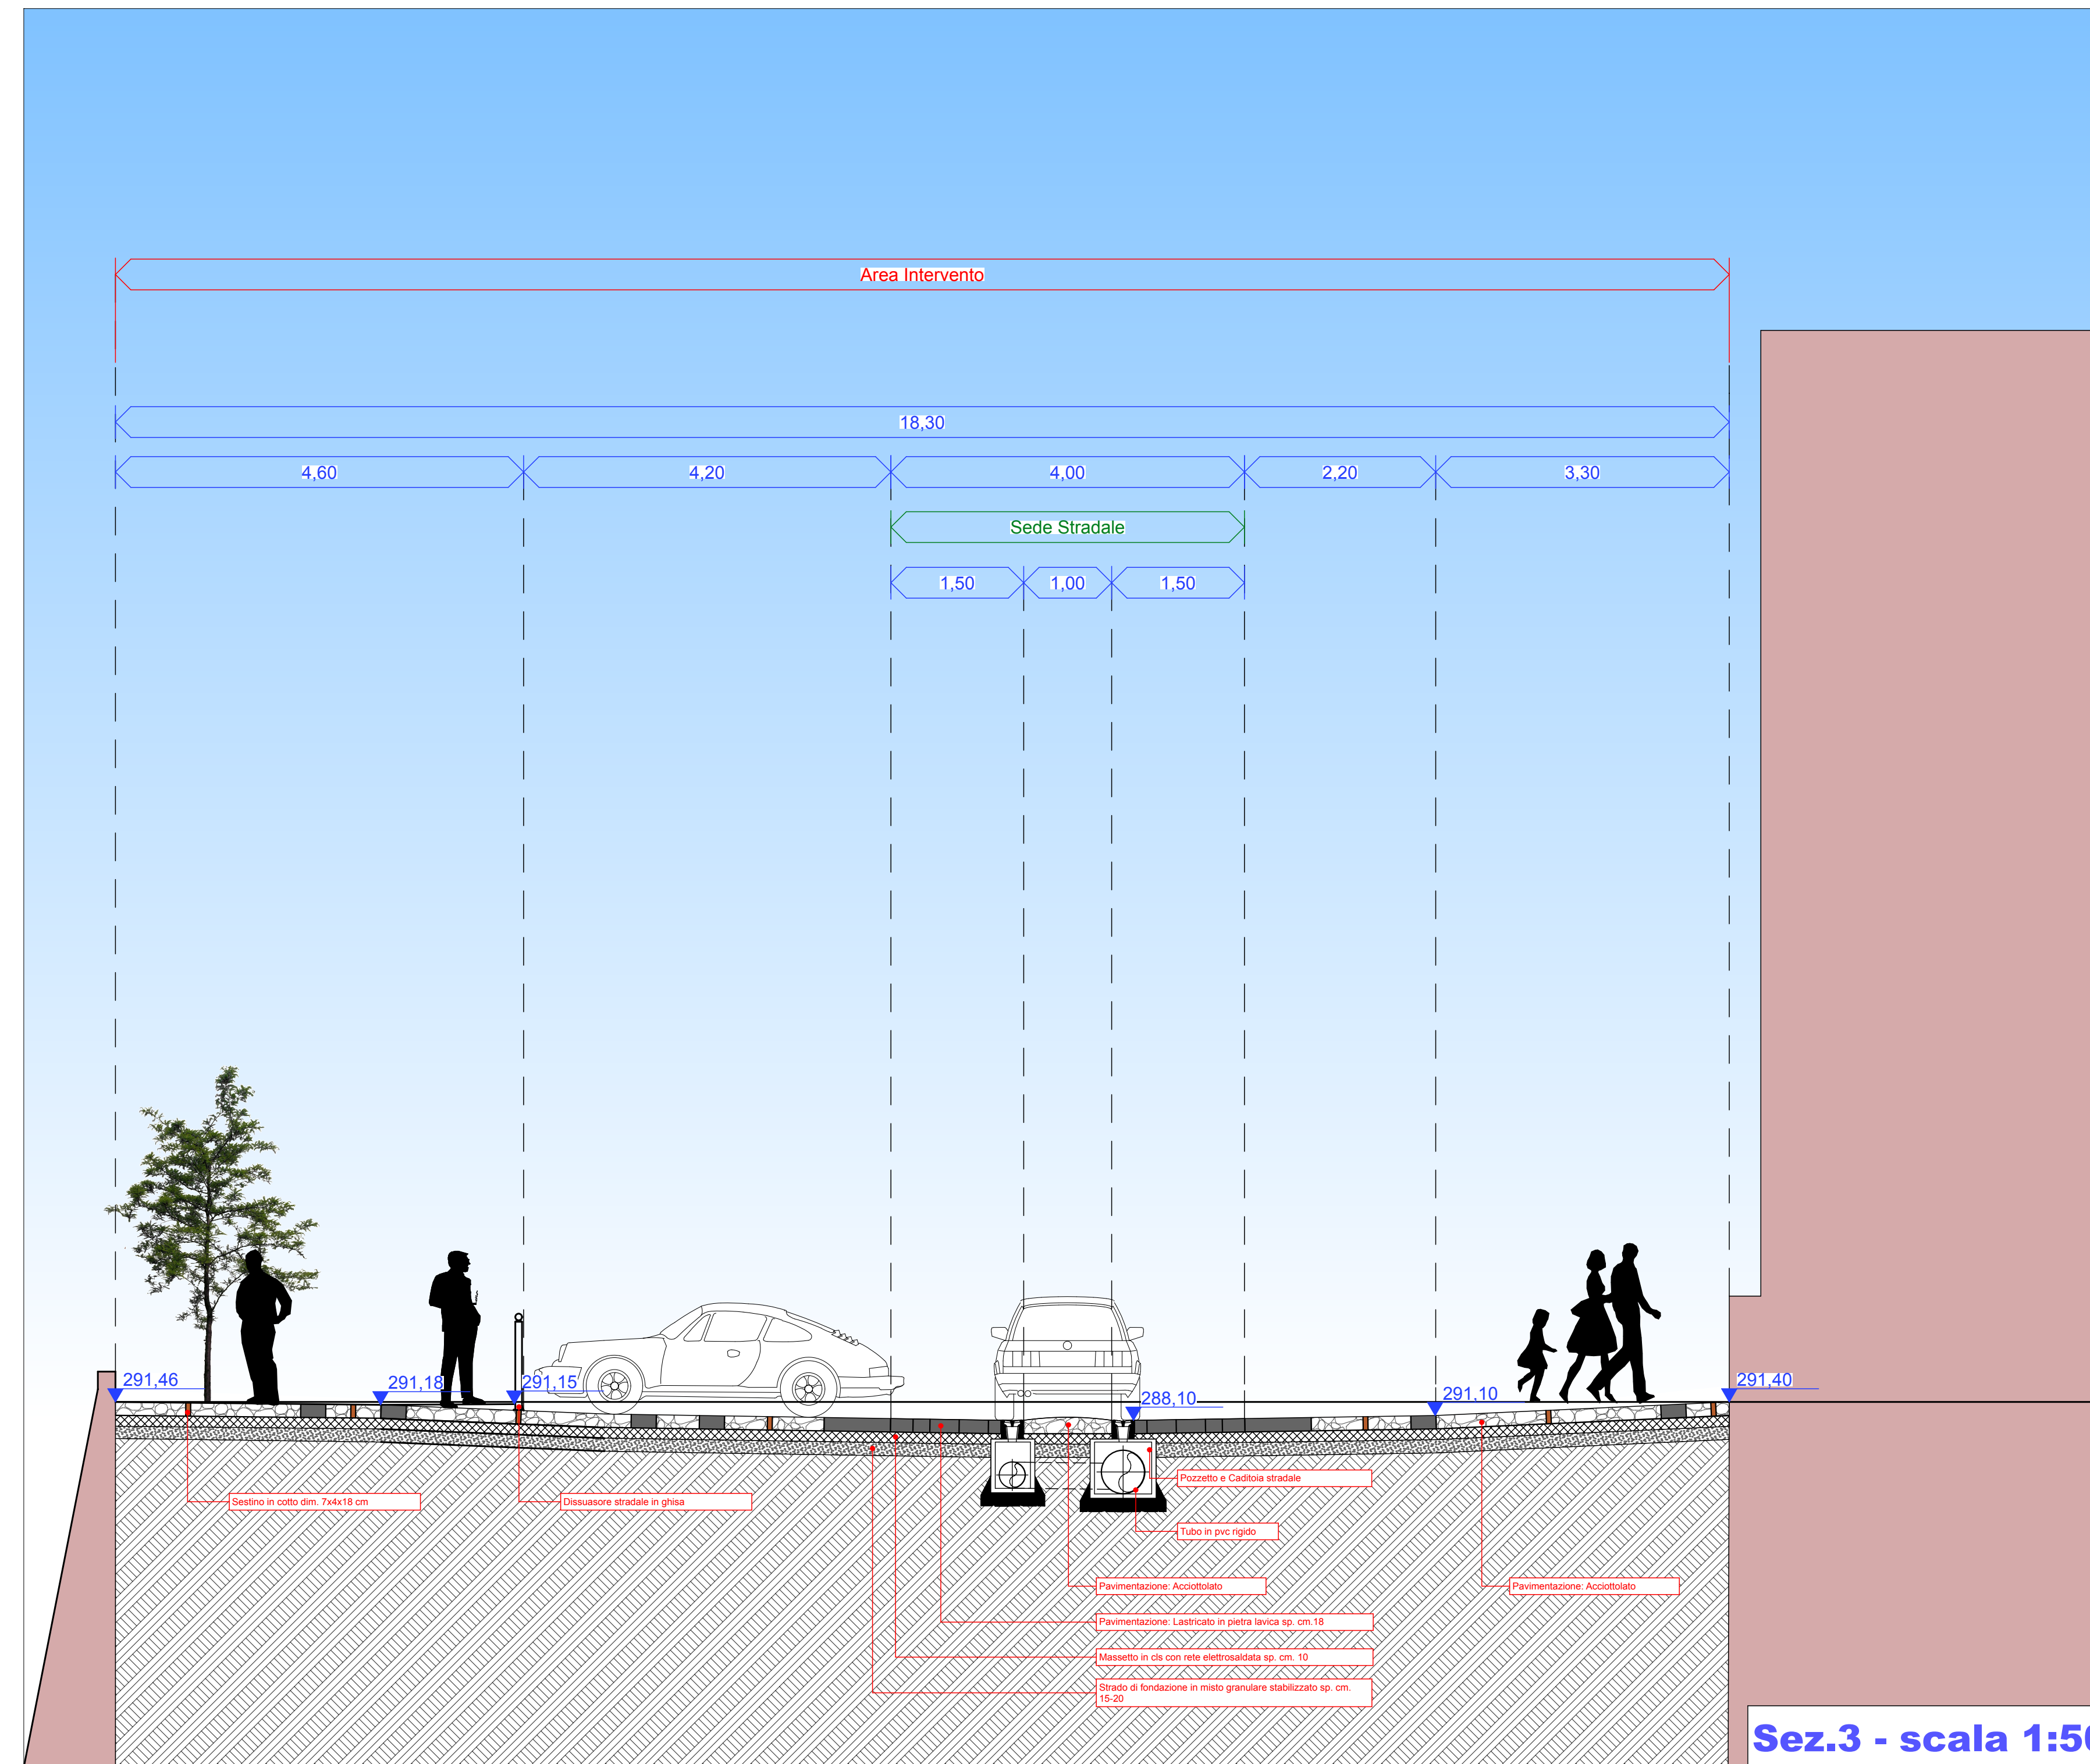 Area Intervento
18,30
4,60
4,20
4,00
2,20
3,30
Sede Stradale
1,50
1,00
1,50
291,46
291,18
291,15
288,10
291,10
291,40
Pozzetto e Caditoia stradale
Sestino in cotto dim. 7x4x18 cm
Dissuasore stradale in ghisa
Tubo in pvc rigido
Pavimentazione: Acciottolato
Pavimentazione: Acciottolato
Pavimentazione: Lastricato in pietra lavica sp. cm.18
Massetto in cls con rete elettrosaldata sp. cm. 10
Strado di fondazione in misto granulare stabilizzato sp. cm.
15-20
Sez.3 - scala 1:50